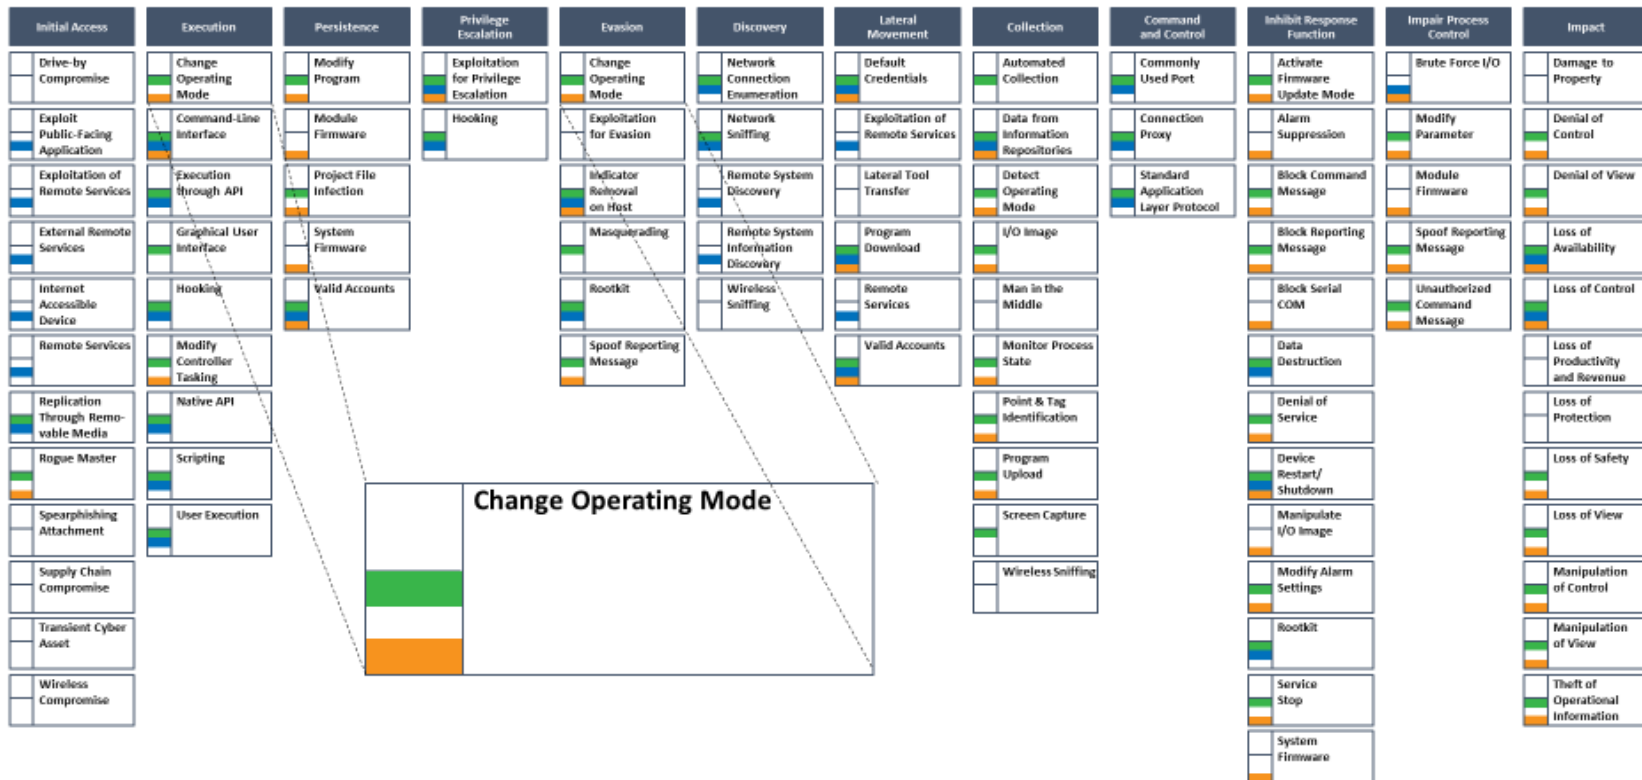 Initial Access
Drive-by
Compromise
Exploit
Public-Facing
Application
Exploitation of
Remote Services
External Remote
Services
Internet
Accessible
Device
Remote Services
Replication
Through Remo-
vable Media
Rogue Master
Spearphishing
Attachment
Supply Chain
Compromise
Transient Cyber
Asset
Wireless
Compromise
Execution
Change
Operating
Mode
Command-Line
Interface
Execution
through API
Graphical User
Interface
Hooking
Modify
Controller
Tasking
Native API
Scripting
User Execution
Persistence
Modify
Program
Module
Firmware
Project File
Infection
System
Firmware
Valid Accounts
Privilege
Escalation
Exploitation
for Privilege
Escalation
Hooking
Evasion
Change
Operating
Mode
Exploitation
for Evasion
Indicator
Removal
on Host
Masquerading
Rootkit
Spoof Reporting
Message
Discovery
Network
Connection
Enumeration
Network
Sniffing
Remote System
Discovery
Remote System
Information
Discovery
Wireless
Sniffing
Lateral
Movement
Default
Credentials
Exploitation of
Remote Services
Lateral Tool
Transfer
Program
Download
Remote
Services
Valid Accounts
Collection
Automated
Collection
Data from
Information
Repositories
Detect
Operating
Mode
I/O Image
Man in the
Middle
Monitor Process
State
Point & Tag
Identification
Program
Upload
Screen Capture
Wireless Sniffing
Command
and Control
Commonly
Used Port
Connection
Proxy
Standard
Application
Layer Protocol
Inhibit Response
Function
Activate
Firmware
Update Mode
Alarm
Suppression
Block Command
Message
Block Reporting
Message
Block Serial
COM
Data
Destruction
Denial of
Service
Device
Restart/
Shutdown
Manipulate
I/O Image
Modify Alarm
Settings
Rootkit
Service
Stop
System
Firmware
Impair Process
Control
Brute Force I/O
Modify
Parameter
Module
Firmware
Spoof Reporting
Message
Unauthorized
Command
Message
Impact
Damage to
Property
Denial of
Control
Denial of View
Loss of
Availability
Loss of Control
Loss of
Productivity
and Revenue
Loss of
Protection
Loss of Safety
Loss of View
Manipulation
of Control
Manipulation
of View
Theft of
Operational
Information
Change Operating Mode